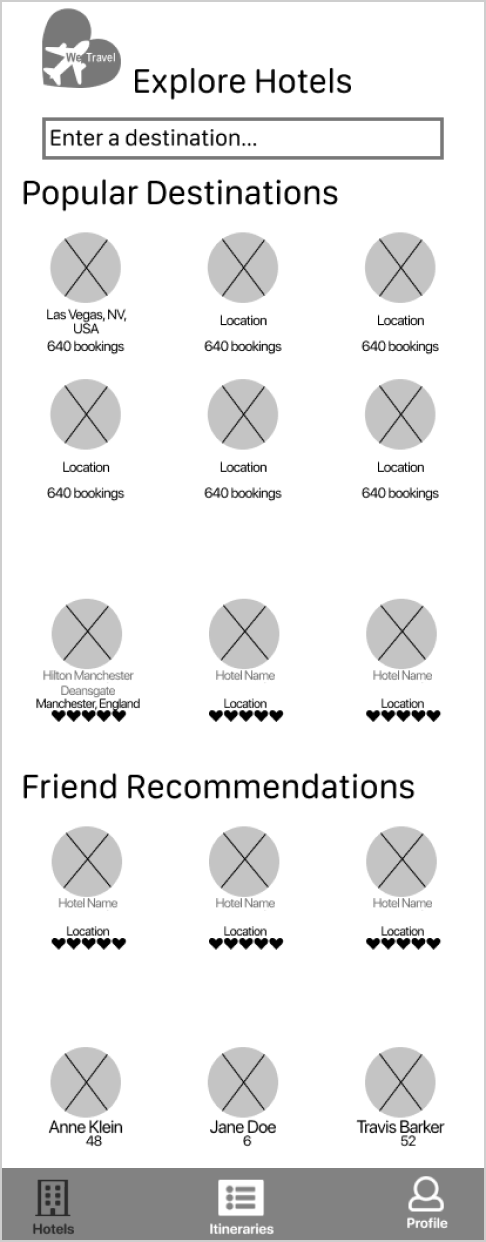 We Travel
Explore Hotels
Enter a destination...
Popular Destinations
Las Vegas, NV,
USA
Location
Location
640 bookings
640 bookings
640 bookings
Location
Location
Location
640 bookings
640 bookings
640 bookings
Hilton Manchester
Deansgate
Hotel Name
Hotel Name
Manchester, England
Location
Location
Friend Recommendations
Hotel Name
Hotel Name
Hotel Name
Location
Location
Location
Anne Klein
Jane Doe
Travis Barker
48
6
52
Hotels
Itineraries
Profile